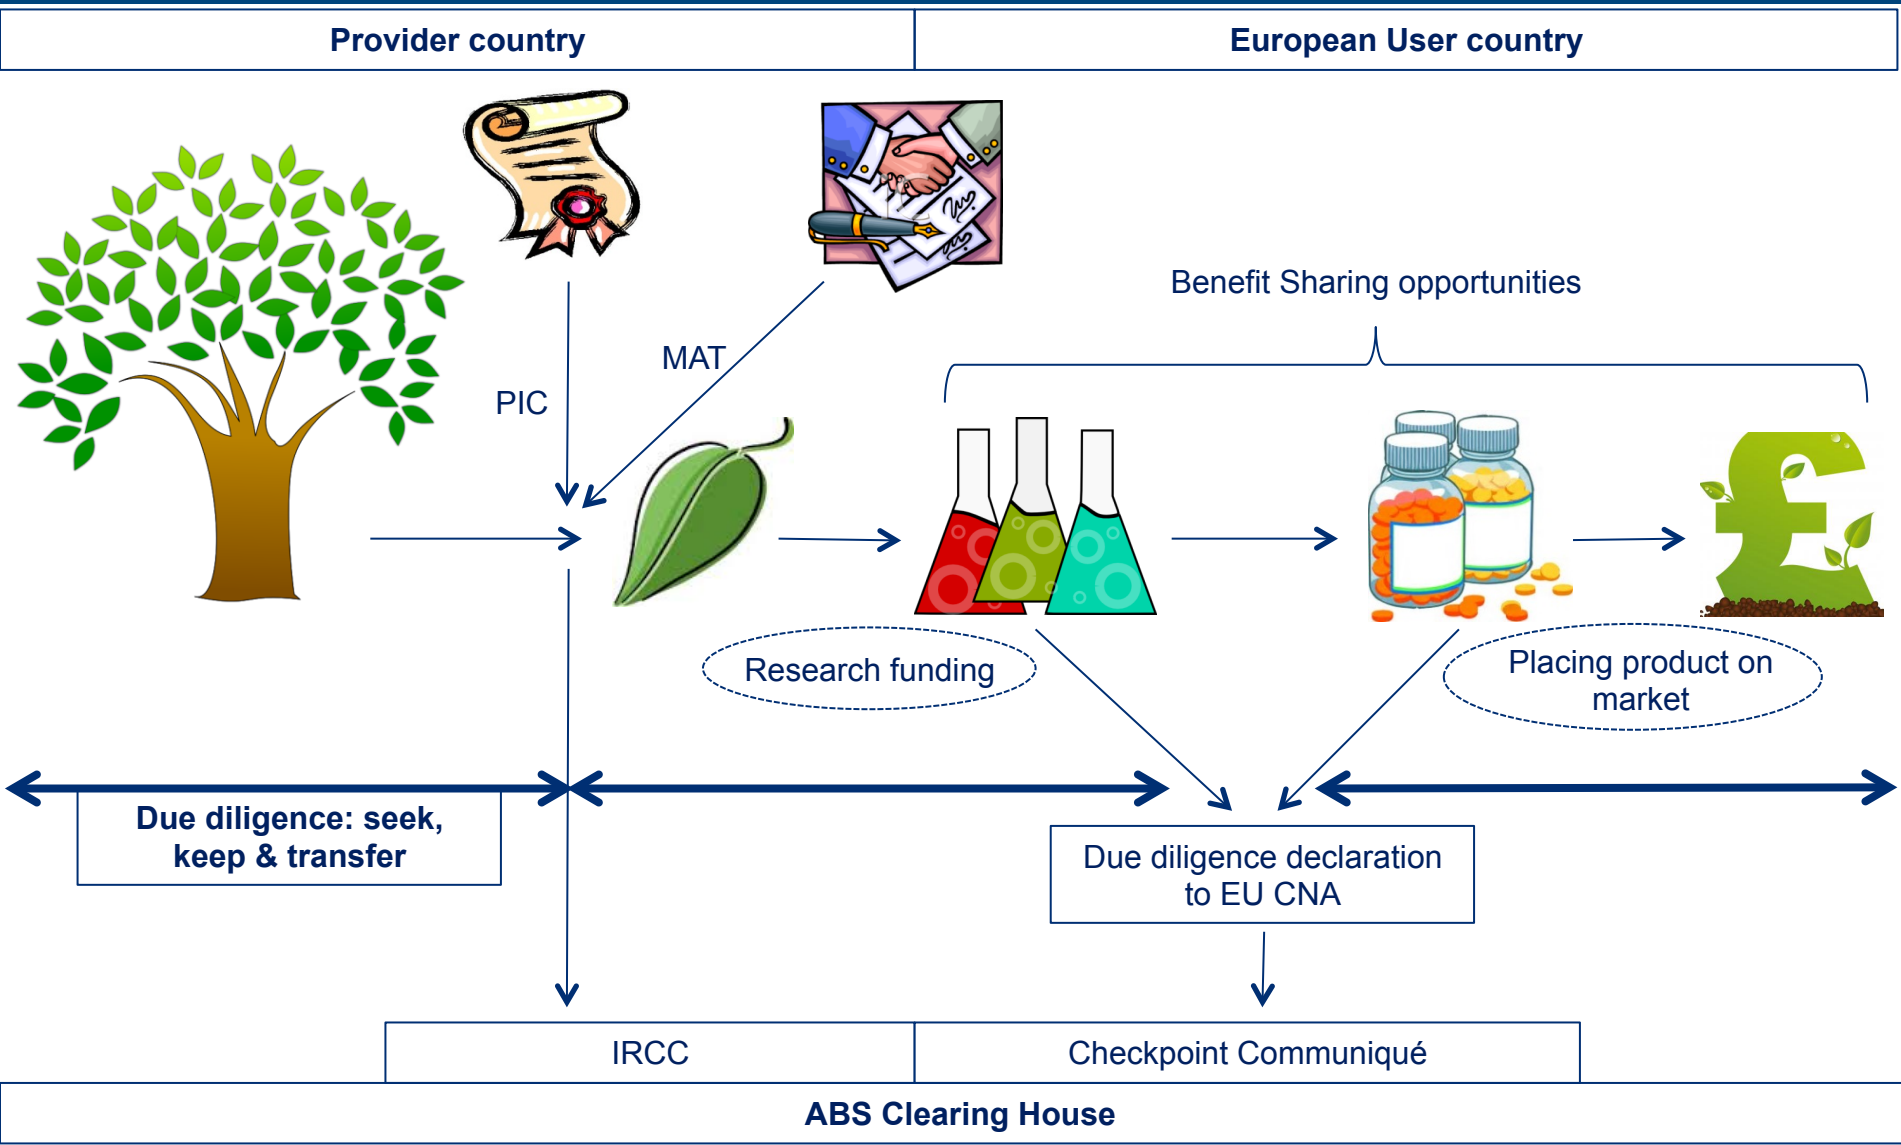 Provider country
European User country
Benefit Sharing opportunities
MAT
PIC
Research funding
Placing product on
market
Due diligence: seek,
keep & transfer
Due diligence declaration
to EU CNA
IRCC
Checkpoint Communiqué
ABS Clearing House